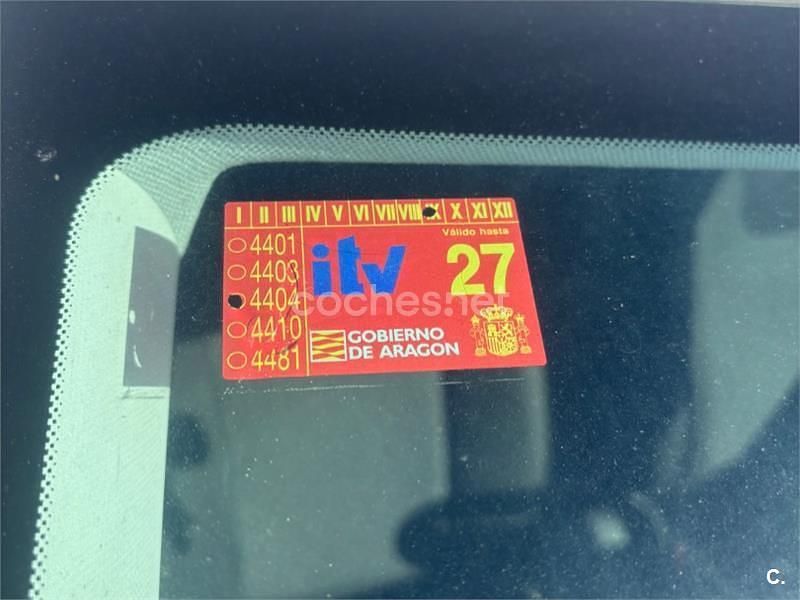 I II III IV V VI VII VIII IX X XI XII
Válido hasta
4401
4403
4404
4410
4481
itv
27
GOBIERNO
DE ARAGON
coches.net
C.